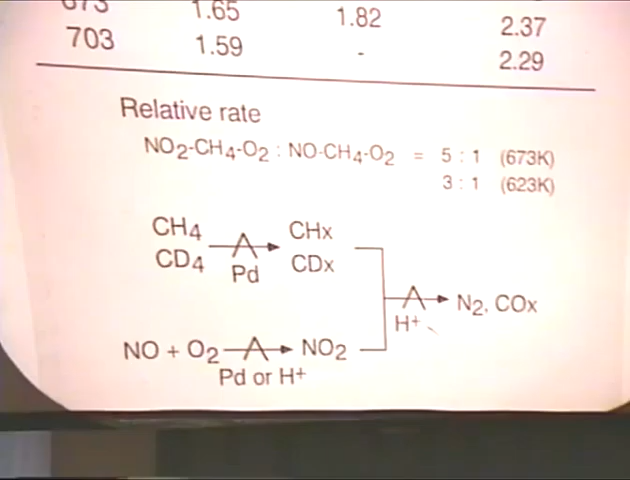 673 1.65 1.82 2.37
703 1.59 - 2.29
Relative rate
NO2-CH4-O2 : NO-CH4-O2 = 5 : 1 (673K)
3 : 1 (623K)
CH4 CHx
CD4 Pd CDx
H+ N2, COx
NO + O2 NO2
Pd or H+